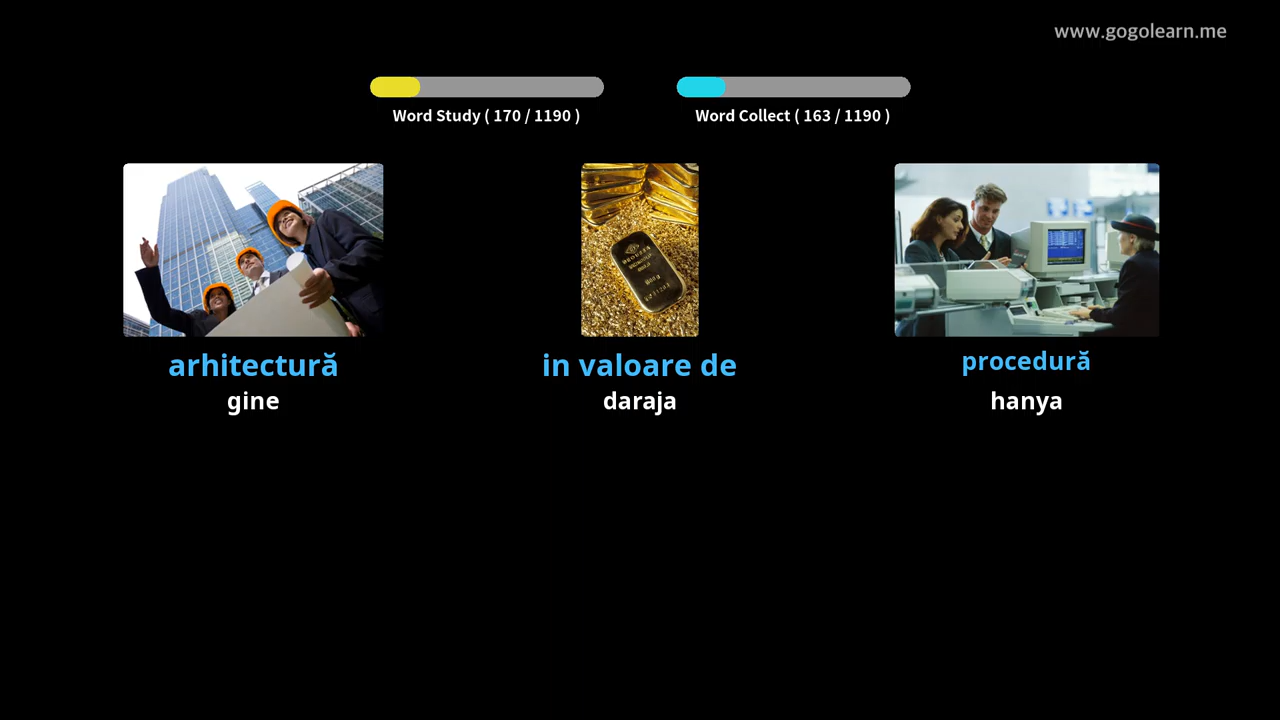 www.gogolearn.me
Word Study ( 170 / 1190 )
Word Collect ( 163 / 1190 )
arhitectură
in valoare de
procedură
gine
daraja
hanya